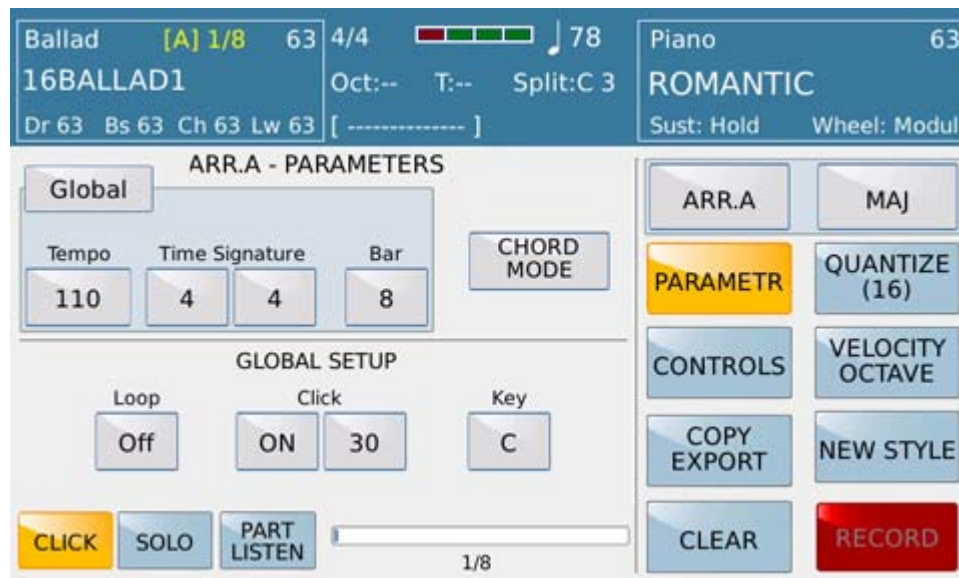 Ballad [A] 1/8 63
16BALLAD1
Dr 63 Bs 63 Ch 63 Lw 63
4/4 78
Oct:-- T:-- Split:C 3
[ -------------- ]
Piano 63
ROMANTIC
Sust: Hold Wheel: Modul
ARR.A - PARAMETERS
Global
Tempo Time Signature Bar
110 4 4 8
CHORD
MODE
GLOBAL SETUP
Loop Click Key
Off ON 30 C
CLICK SOLO PART
LISTEN
1/8
ARR.A MAJ
PARAMETR QUANTIZE
(16)
CONTROLS VELOCITY
OCTAVE
COPY
EXPORT NEW STYLE
CLEAR RECORD